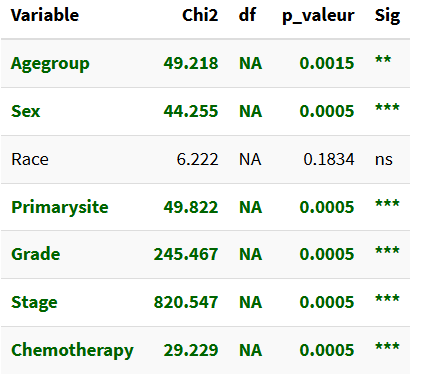 Variable Chi2 df p_valeur Sig
Agegroup 49.218 NA 0.0015 **
Sex 44.255 NA 0.0005 ***
Race 6.222 NA 0.1834 ns
Primarysite 49.822 NA 0.0005 ***
Grade 245.467 NA 0.0005 ***
Stage 820.547 NA 0.0005 ***
Chemotherapy 29.229 NA 0.0005 ***